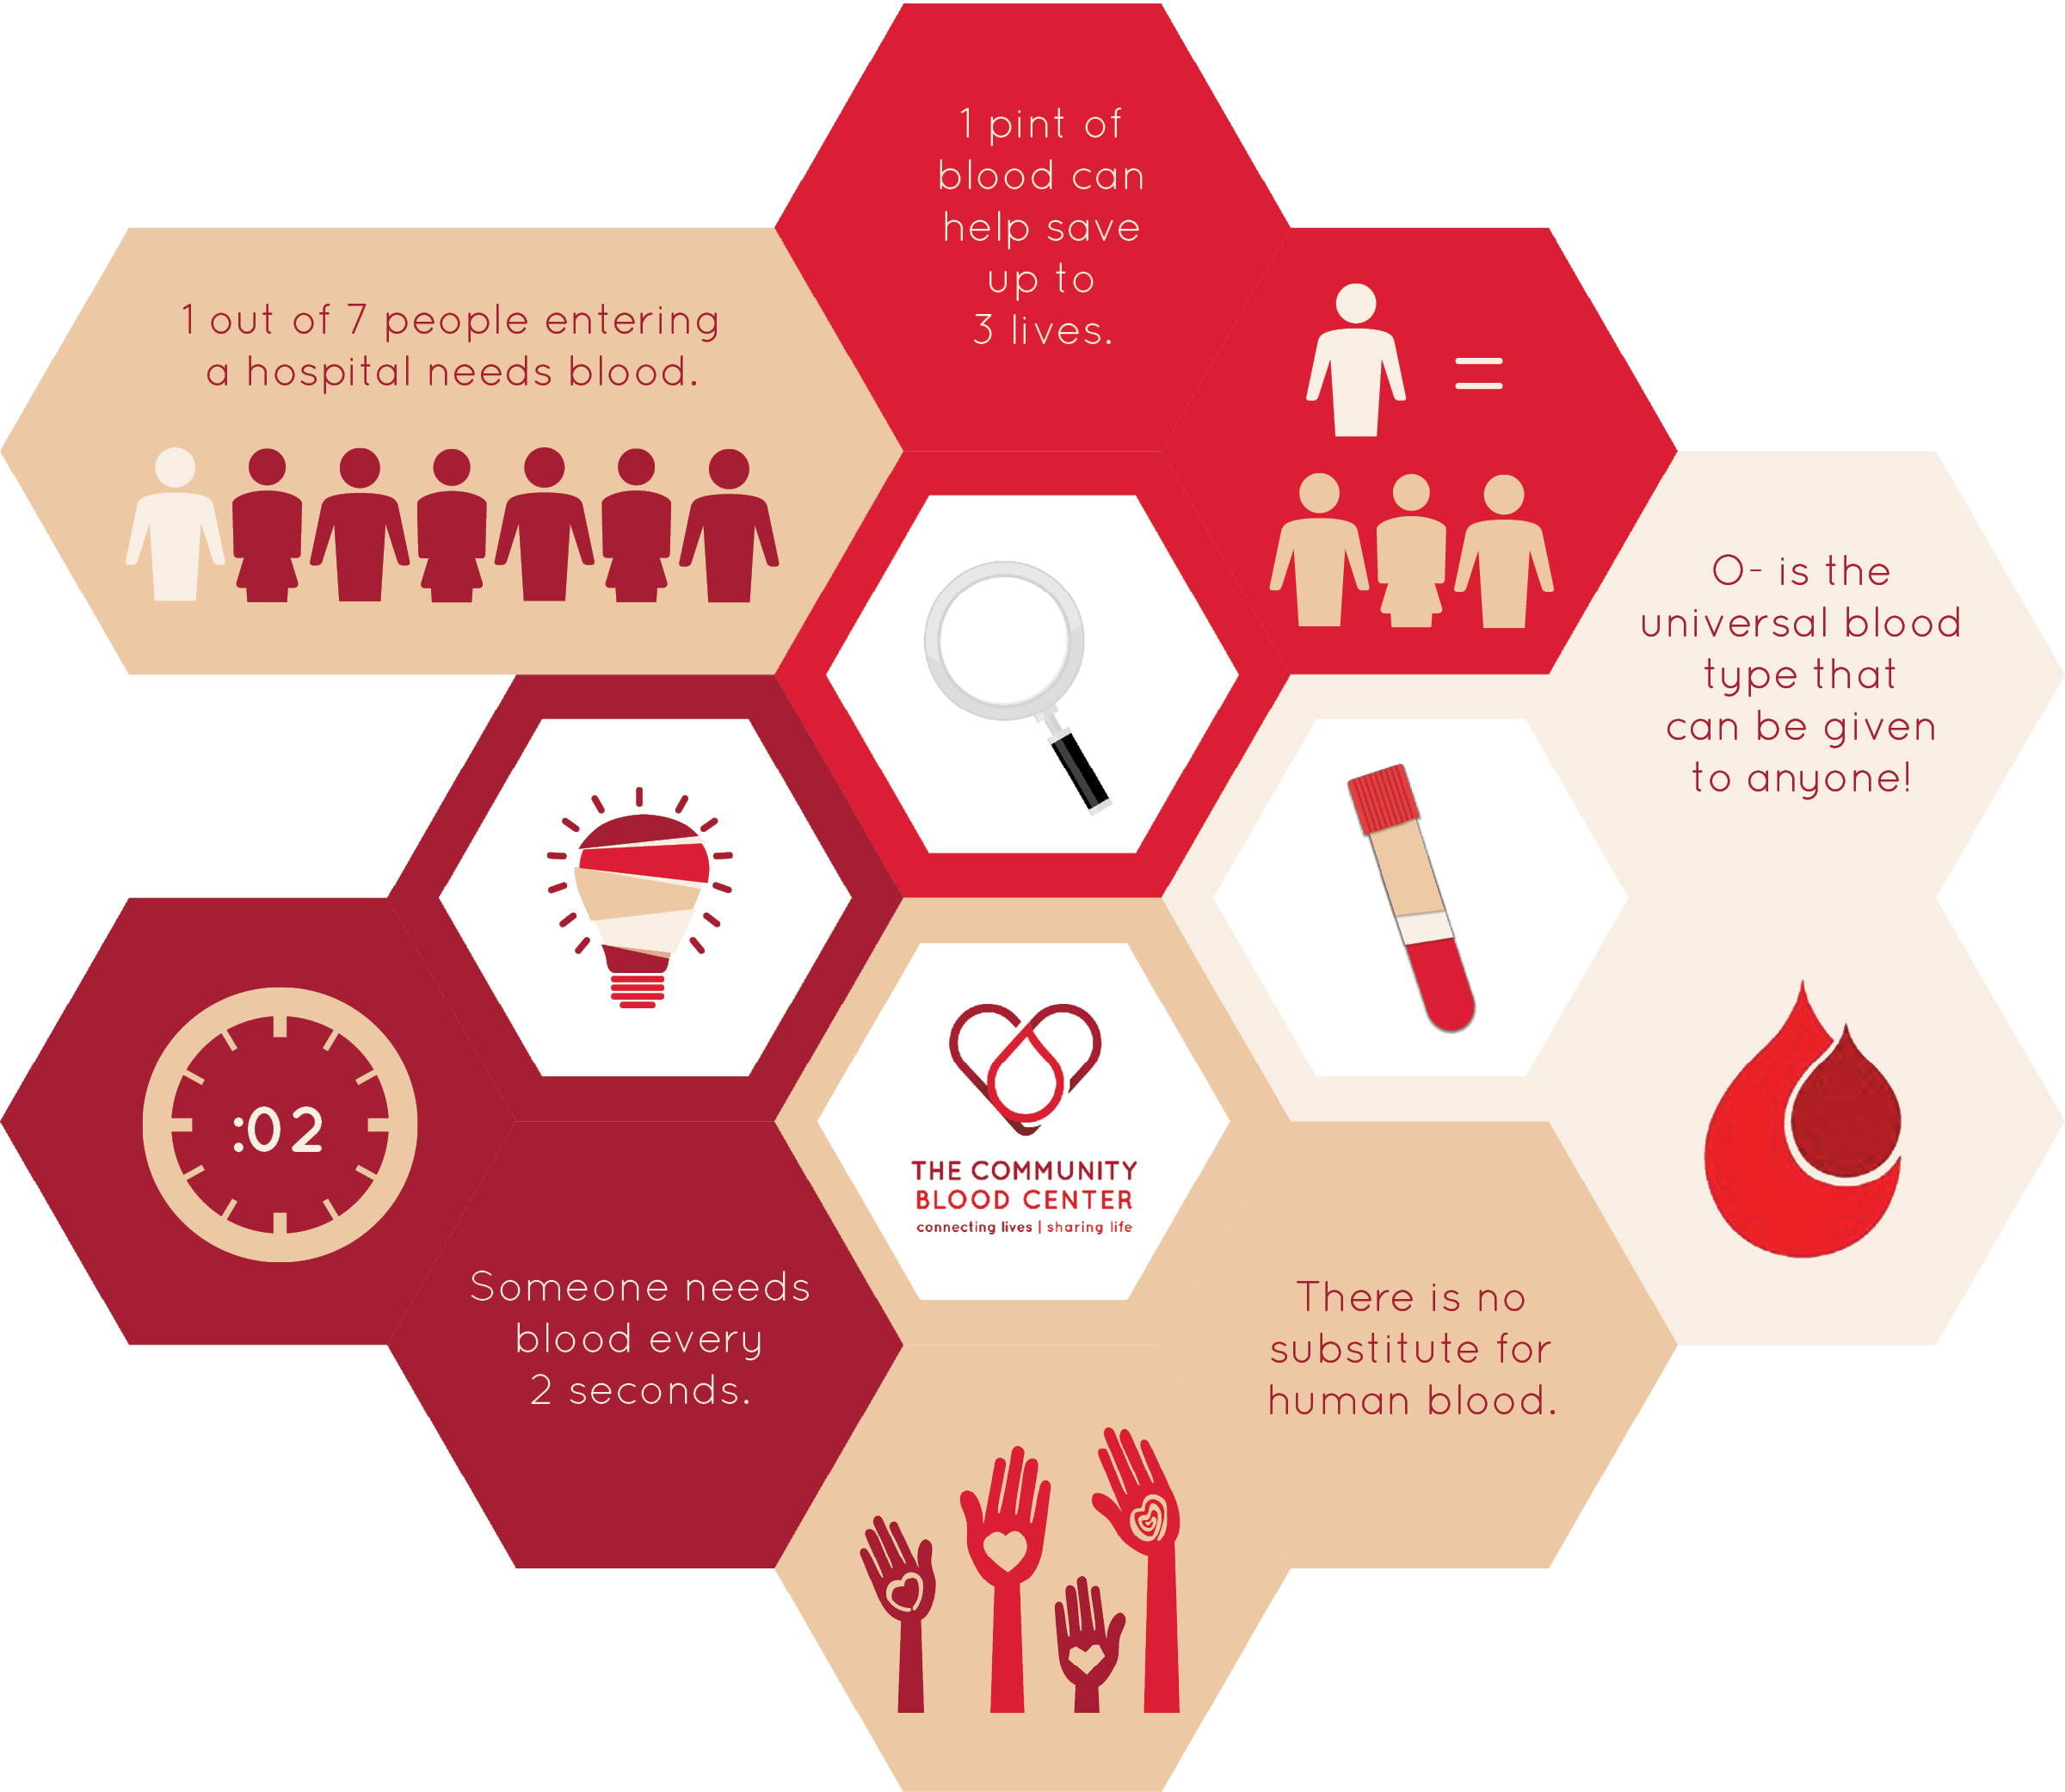 1 pint of
blood can
help save
up to
3 lives.
1 out of 7 people entering
a hospital needs blood.
=
O- is the
universal blood
type that
can be given
to anyone!
:02
THE COMMUNITY
BLOOD CENTER
connecting lives | sharing life
Someone needs
blood every
2 seconds.
There is no
substitute for
human blood.